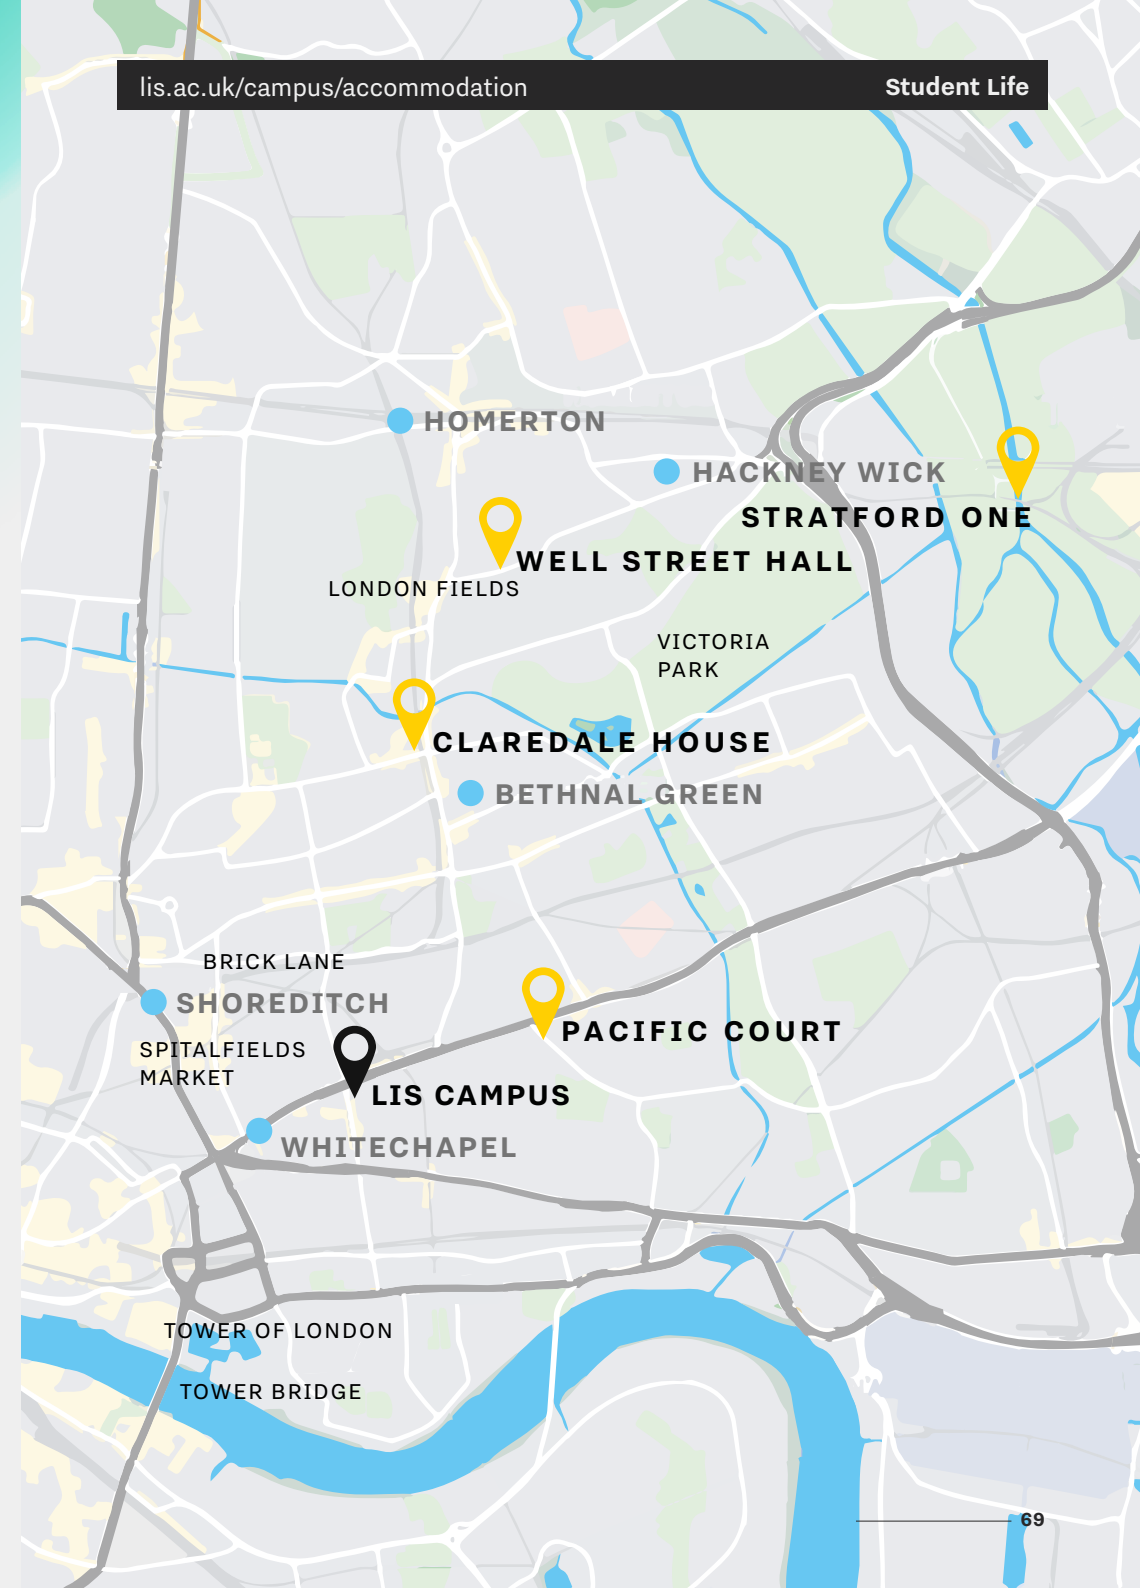 lis.ac.uk/campus/accommodation
Student Life
HOMERTON
HACKNEY WICK
STRATFORD ONE
WELL STREET HALL
LONDON FIELDS
VICTORIA
PARK
CLAREDALE HOUSE
BETHNAL GREEN
BRICK LANE
SHOREDITCH
PACIFIC COURT
SPITALFIELDS
MARKET
LIS CAMPUS
WHITECHAPEL
TOWER OF LONDON
TOWER BRIDGE
69